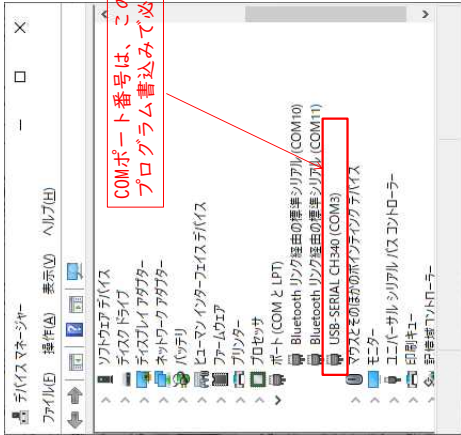 デバイス マネージャー
ファイル(F) 操作(A) 表示(V) ヘルプ(H)
ソフトウェア デバイス
ディスク ドライブ
ディスプレイ アダプター
ネットワーク アダプター
バッテリ
ヒューマン インターフェイス デバイス
ファームウェア
プリンター
プロセッサ
ポート (COM と LPT)
Bluetooth リンク経由の標準シリアル (COM10)
Bluetooth リンク経由の標準シリアル (COM11)
USB-SERIAL CH340 (COM3)
マウスとそのほかのポインティング デバイス
モニター
ユニバーサル シリアル バス コントローラー
印刷キュー
記憶域コントローラー
COMポート番号は、この
プログラム書込みで必